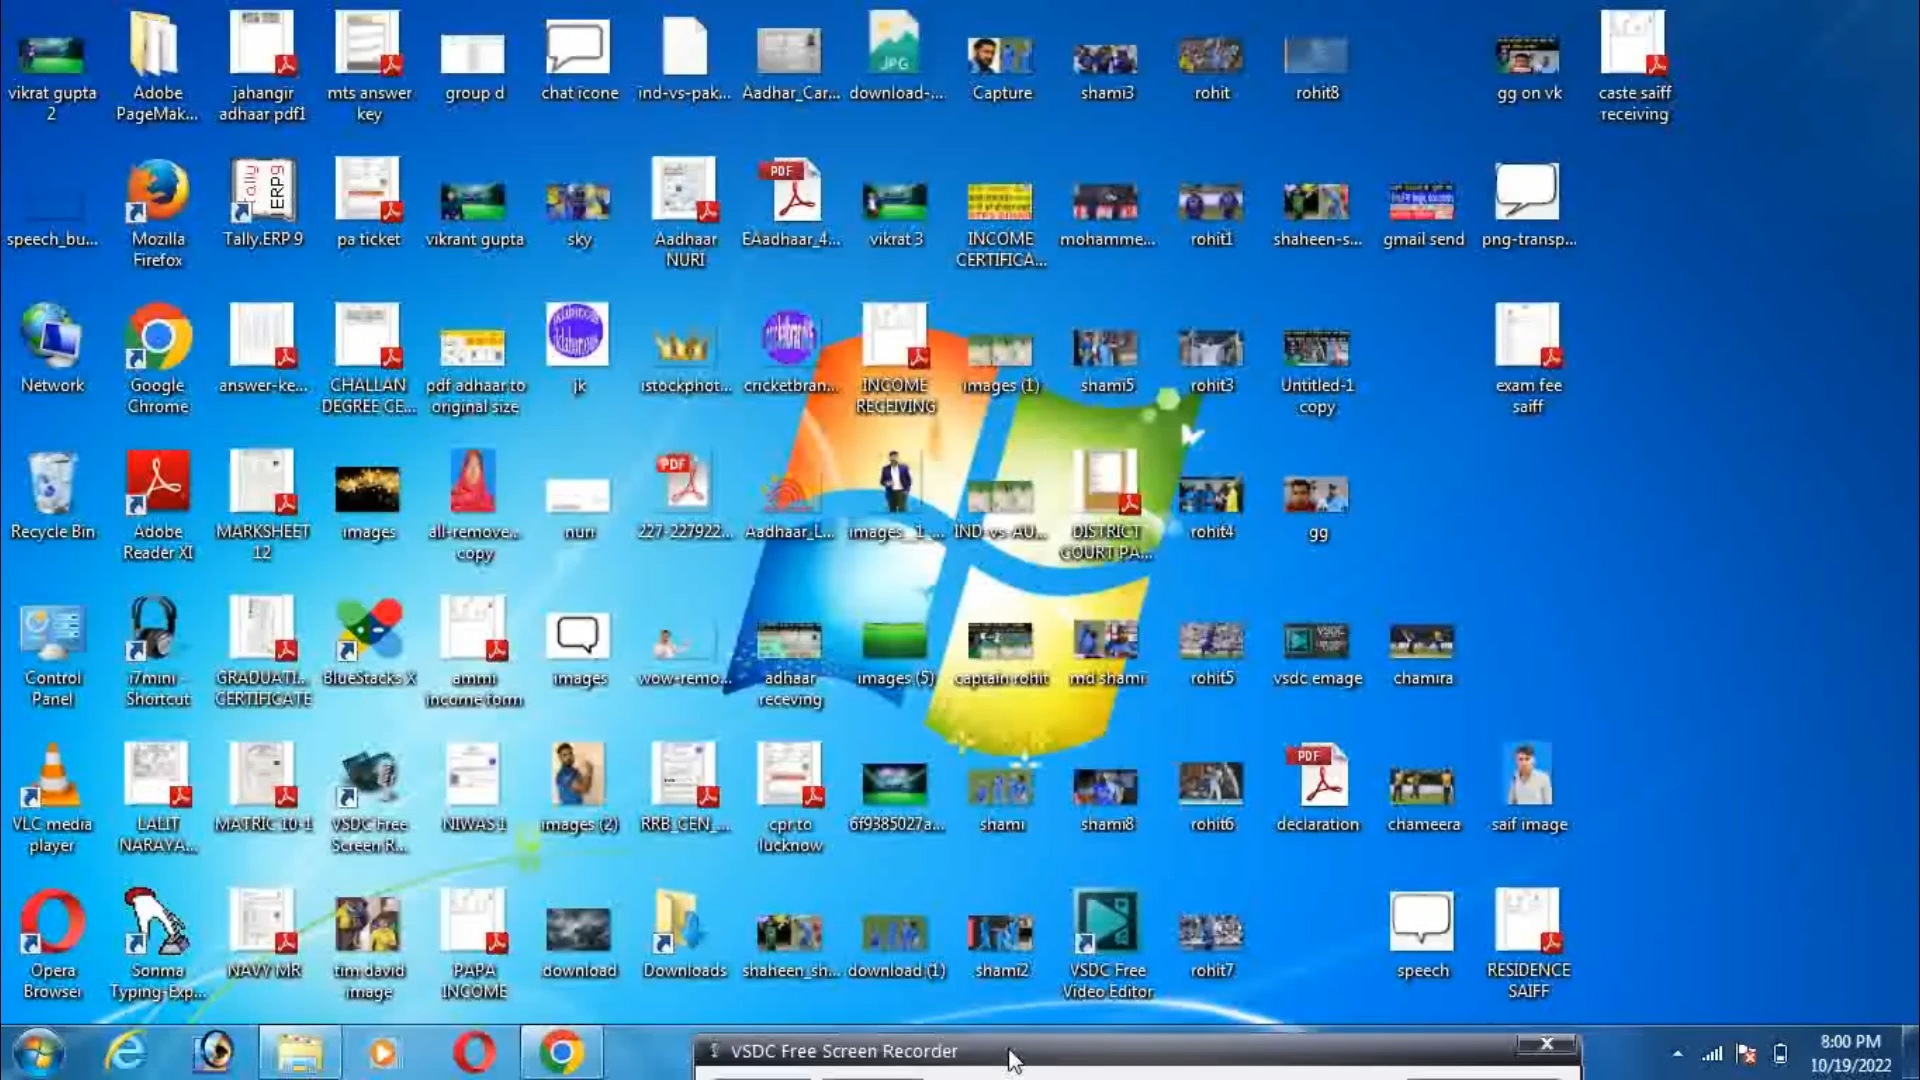 vikrat gupta
2
Adobe
PageMak...
jahangir
adhaar pdf1
mts answer
key
group d
chat icone
ind-vs-pak...
Aadhar_Car...
JPG
download-...
Capture
shami3
rohit
rohit8
gg on vk
caste saiff
receiving
speech_bu...
Mozilla
Firefox
Tally
ERP9
Tally.ERP 9
pa ticket
vikrant gupta
sky
Aadhaar
NURI
PDF
EAadhaar_4...
vikrat 3
INCOME
CERTIFICA...
mohamme...
rohit1
shaheen-s...
gmail send
png-transp...
Network
Google
Chrome
answer-ke...
CHALLAN
DEGREE CE...
pdf adhaar to
original size
jk
istockphot...
cricketbran...
INCOME
RECEIVING
images (1)
shami5
rohit3
Untitled-1
copy
exam fee
saiff
Recycle Bin
Adobe
Reader XI
MARKSHEET
12
images
all-remove...
copy
nuri
PDF
227-227922...
Aadhaar_L...
images__1_...
IND-vs-AU...
DISTRICT
COURT PA...
rohit4
gg
Control
Panel
i7mini -
Shortcut
GRADUATI...
CERTIFICATE
BlueStacks X
ammi
income form
images
wow-remo...
adhaar
receving
images (5)
captain rohit
md shami
rohit5
VSDC
vsdc emage
chamira
VLC media
player
LALIT
NARAYA...
MATRIC 10-1
VSDC Free
Screen R...
NIWAS 1
images (2)
RRB_CEN_...
cpr to
lucknow
6f9385027a...
shami
shami8
rohit6
PDF
declaration
chameera
saif image
Opera
Browser
Sonma
Typing-Exp...
NAVY MR
tim david
image
PAPA
INCOME
download
Downloads
shaheen_sh...
download (1)
shami2
VSDC Free
Video Editor
rohit7
speech
RESIDENCE
SAIFF
VSDC Free Screen Recorder
8:00 PM
10/19/2022